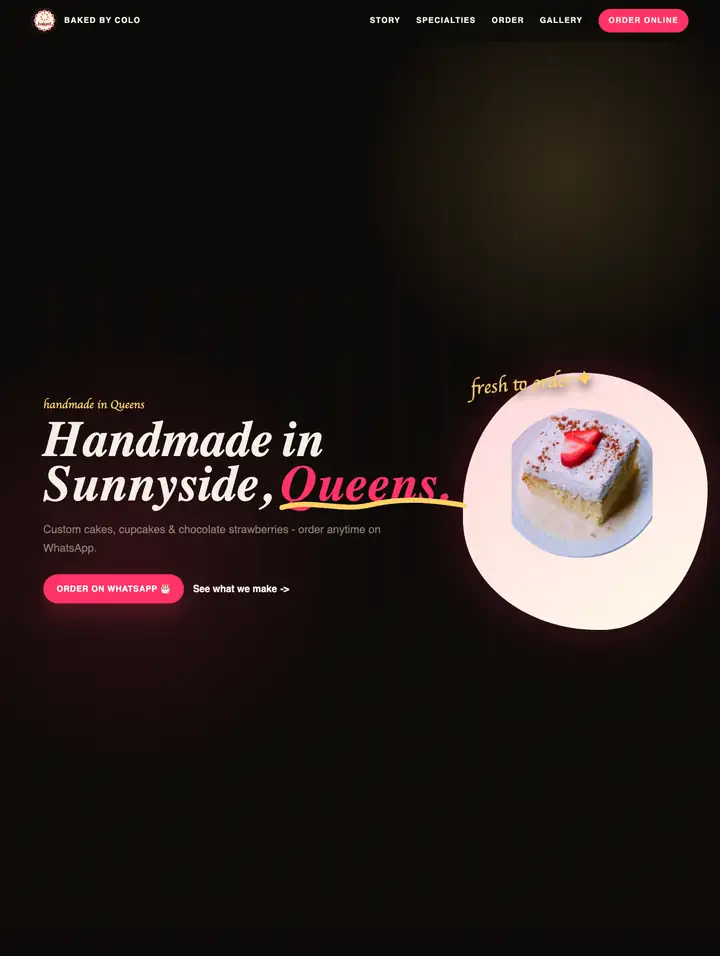 BAKED BY COLO
STORY SPECIALTIES ORDER GALLERY ORDER ONLINE
fresh to order
handmade in Queens
Handmade in
Sunnyside, Queens.
Custom cakes, cupcakes & chocolate strawberries - order anytime on
WhatsApp.
ORDER ON WHATSAPP
See what we make ->